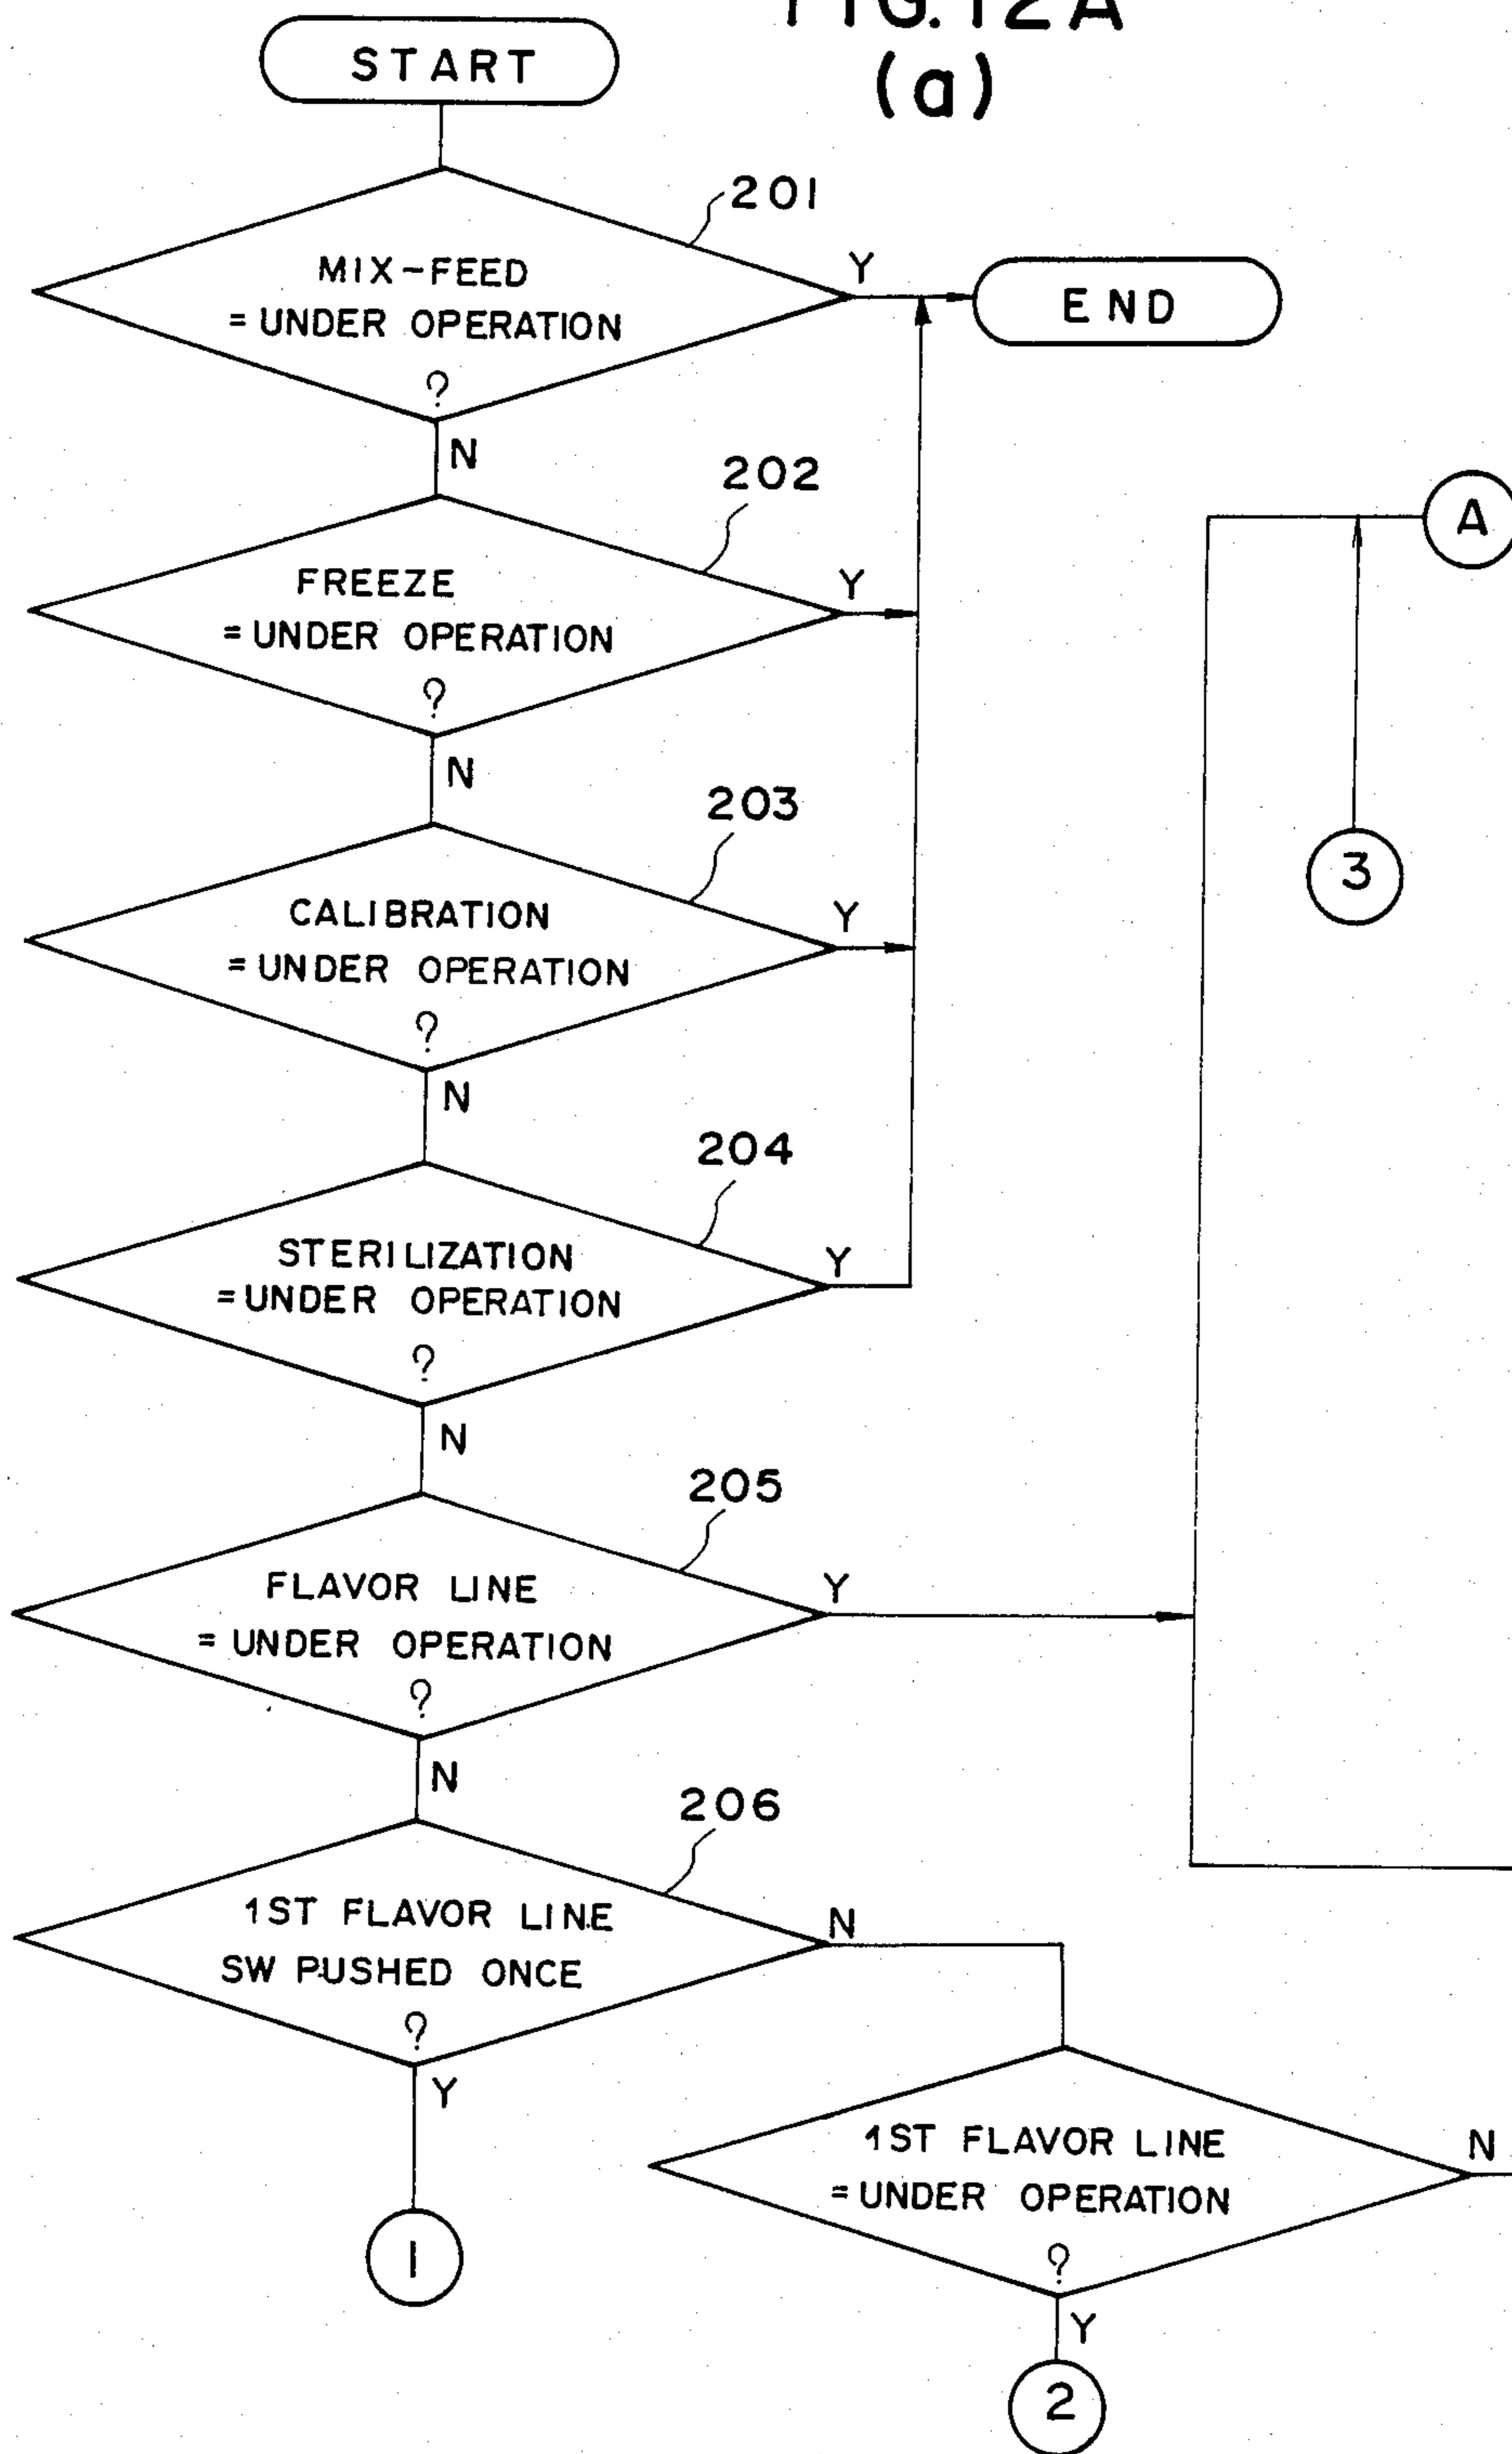 FIG. 12A
(a)
START
201
MIX-FEED
= UNDER OPERATION
?
Y
END
N
202
FREEZE
= UNDER OPERATION
?
Y
A
N
203
CALIBRATION
= UNDER OPERATION
?
Y
3
N
204
STERILIZATION
= UNDER OPERATION
?
Y
N
205
FLAVOR LINE
= UNDER OPERATION
?
Y
N
206
1ST FLAVOR LINE
SW PUSHED ONCE
?
N
Y
1
1ST FLAVOR LINE
= UNDER OPERATION
?
N
Y
2